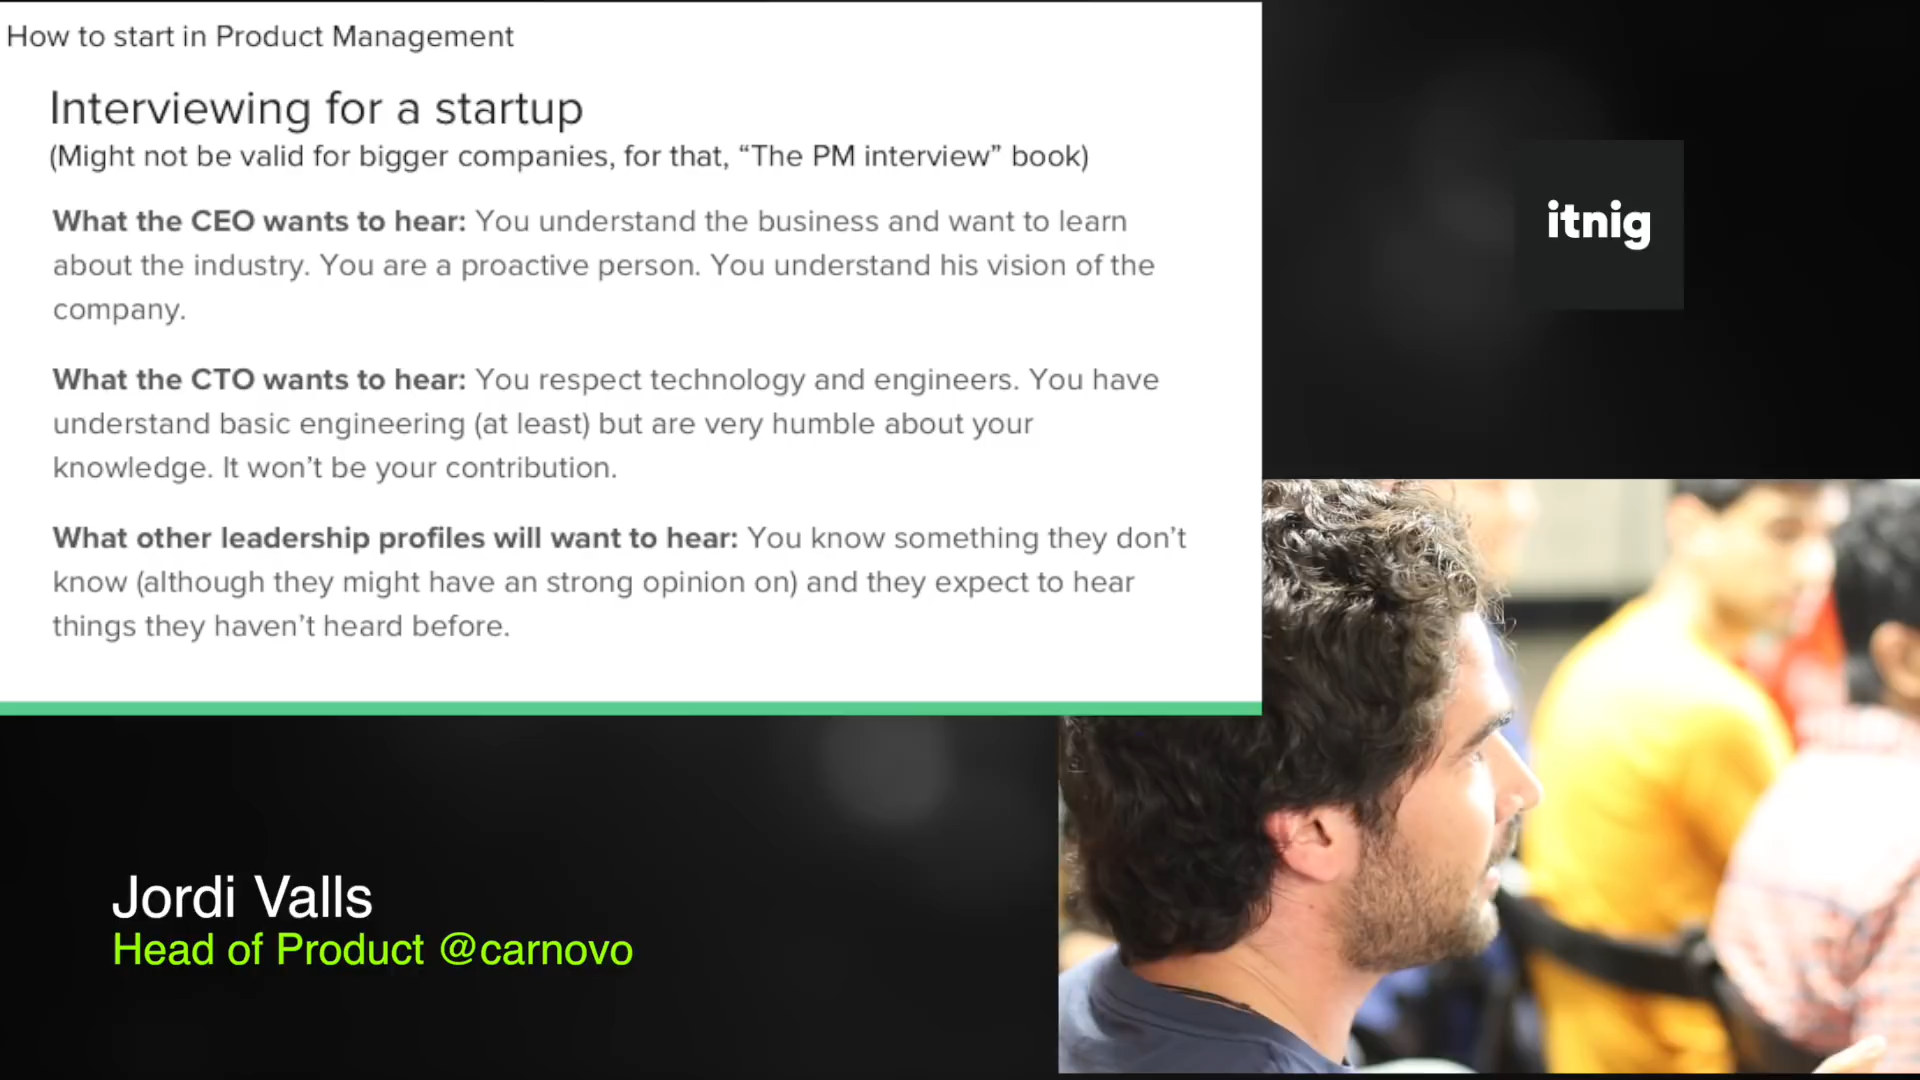 How to start in Product Management
Interviewing for a startup
(Might not be valid for bigger companies, for that, “The PM interview” book)
What the CEO wants to hear: You understand the business and want to learn
about the industry. You are a proactive person. You understand his vision of the
company.
What the CTO wants to hear: You respect technology and engineers. You have
understand basic engineering (at least) but are very humble about your
knowledge. It won’t be your contribution.
What other leadership profiles will want to hear: You know something they don’t
know (although they might have an strong opinion on) and they expect to hear
things they haven’t heard before.
itnig
Jordi Valls
Head of Product @carnovo